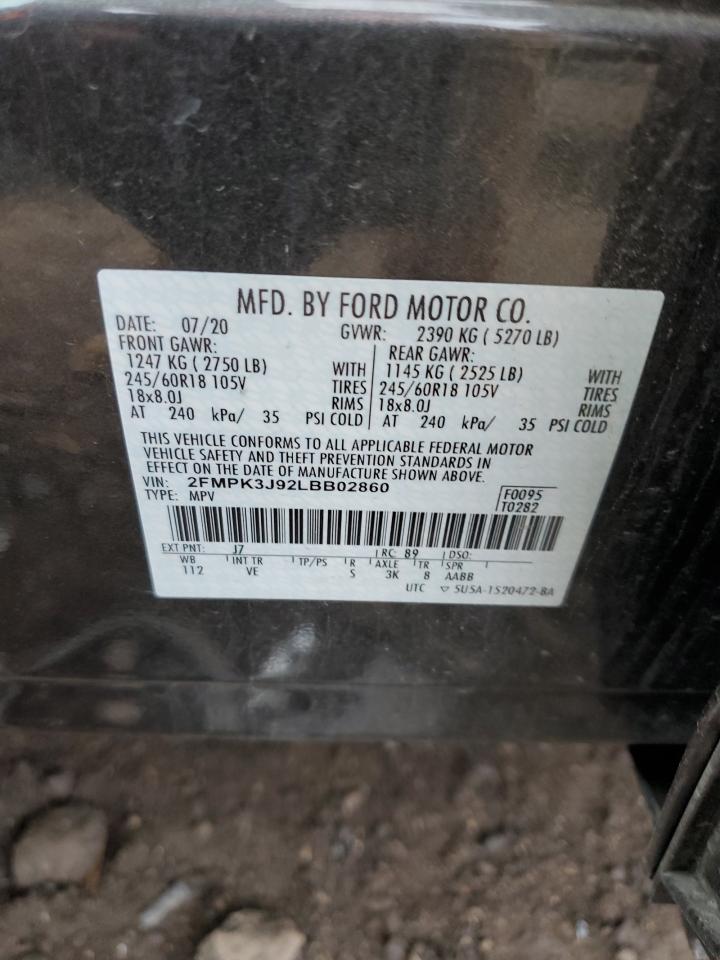 MFD. BY FORD MOTOR CO.
DATE: 07/20 GVWR: 2390 KG ( 5270 LB)
FRONT GAWR: REAR GAWR:
1247 KG ( 2750 LB) WITH 1145 KG ( 2525 LB) WITH
245/60R18 105V TIRES 245/60R18 105V TIRES
18x8.0J RIMS 18x8.0J RIMS
AT 240 kPa/ 35 PSI COLD AT 240 kPa/ 35 PSI COLD
THIS VEHICLE CONFORMS TO ALL APPLICABLE FEDERAL MOTOR
VEHICLE SAFETY AND THEFT PREVENTION STANDARDS IN
EFFECT ON THE DATE OF MANUFACTURE SHOWN ABOVE.
VIN: 2FMPK3J92LBB02860 F0095
TYPE: MPV T0282
EXT PNT: J7 RC: 89 DSO:
WB INT TR TP/PS R AXLE TR SPR
112 VE S 3K 8 AABB
UTC ▽ 5U5A-1520472-BA